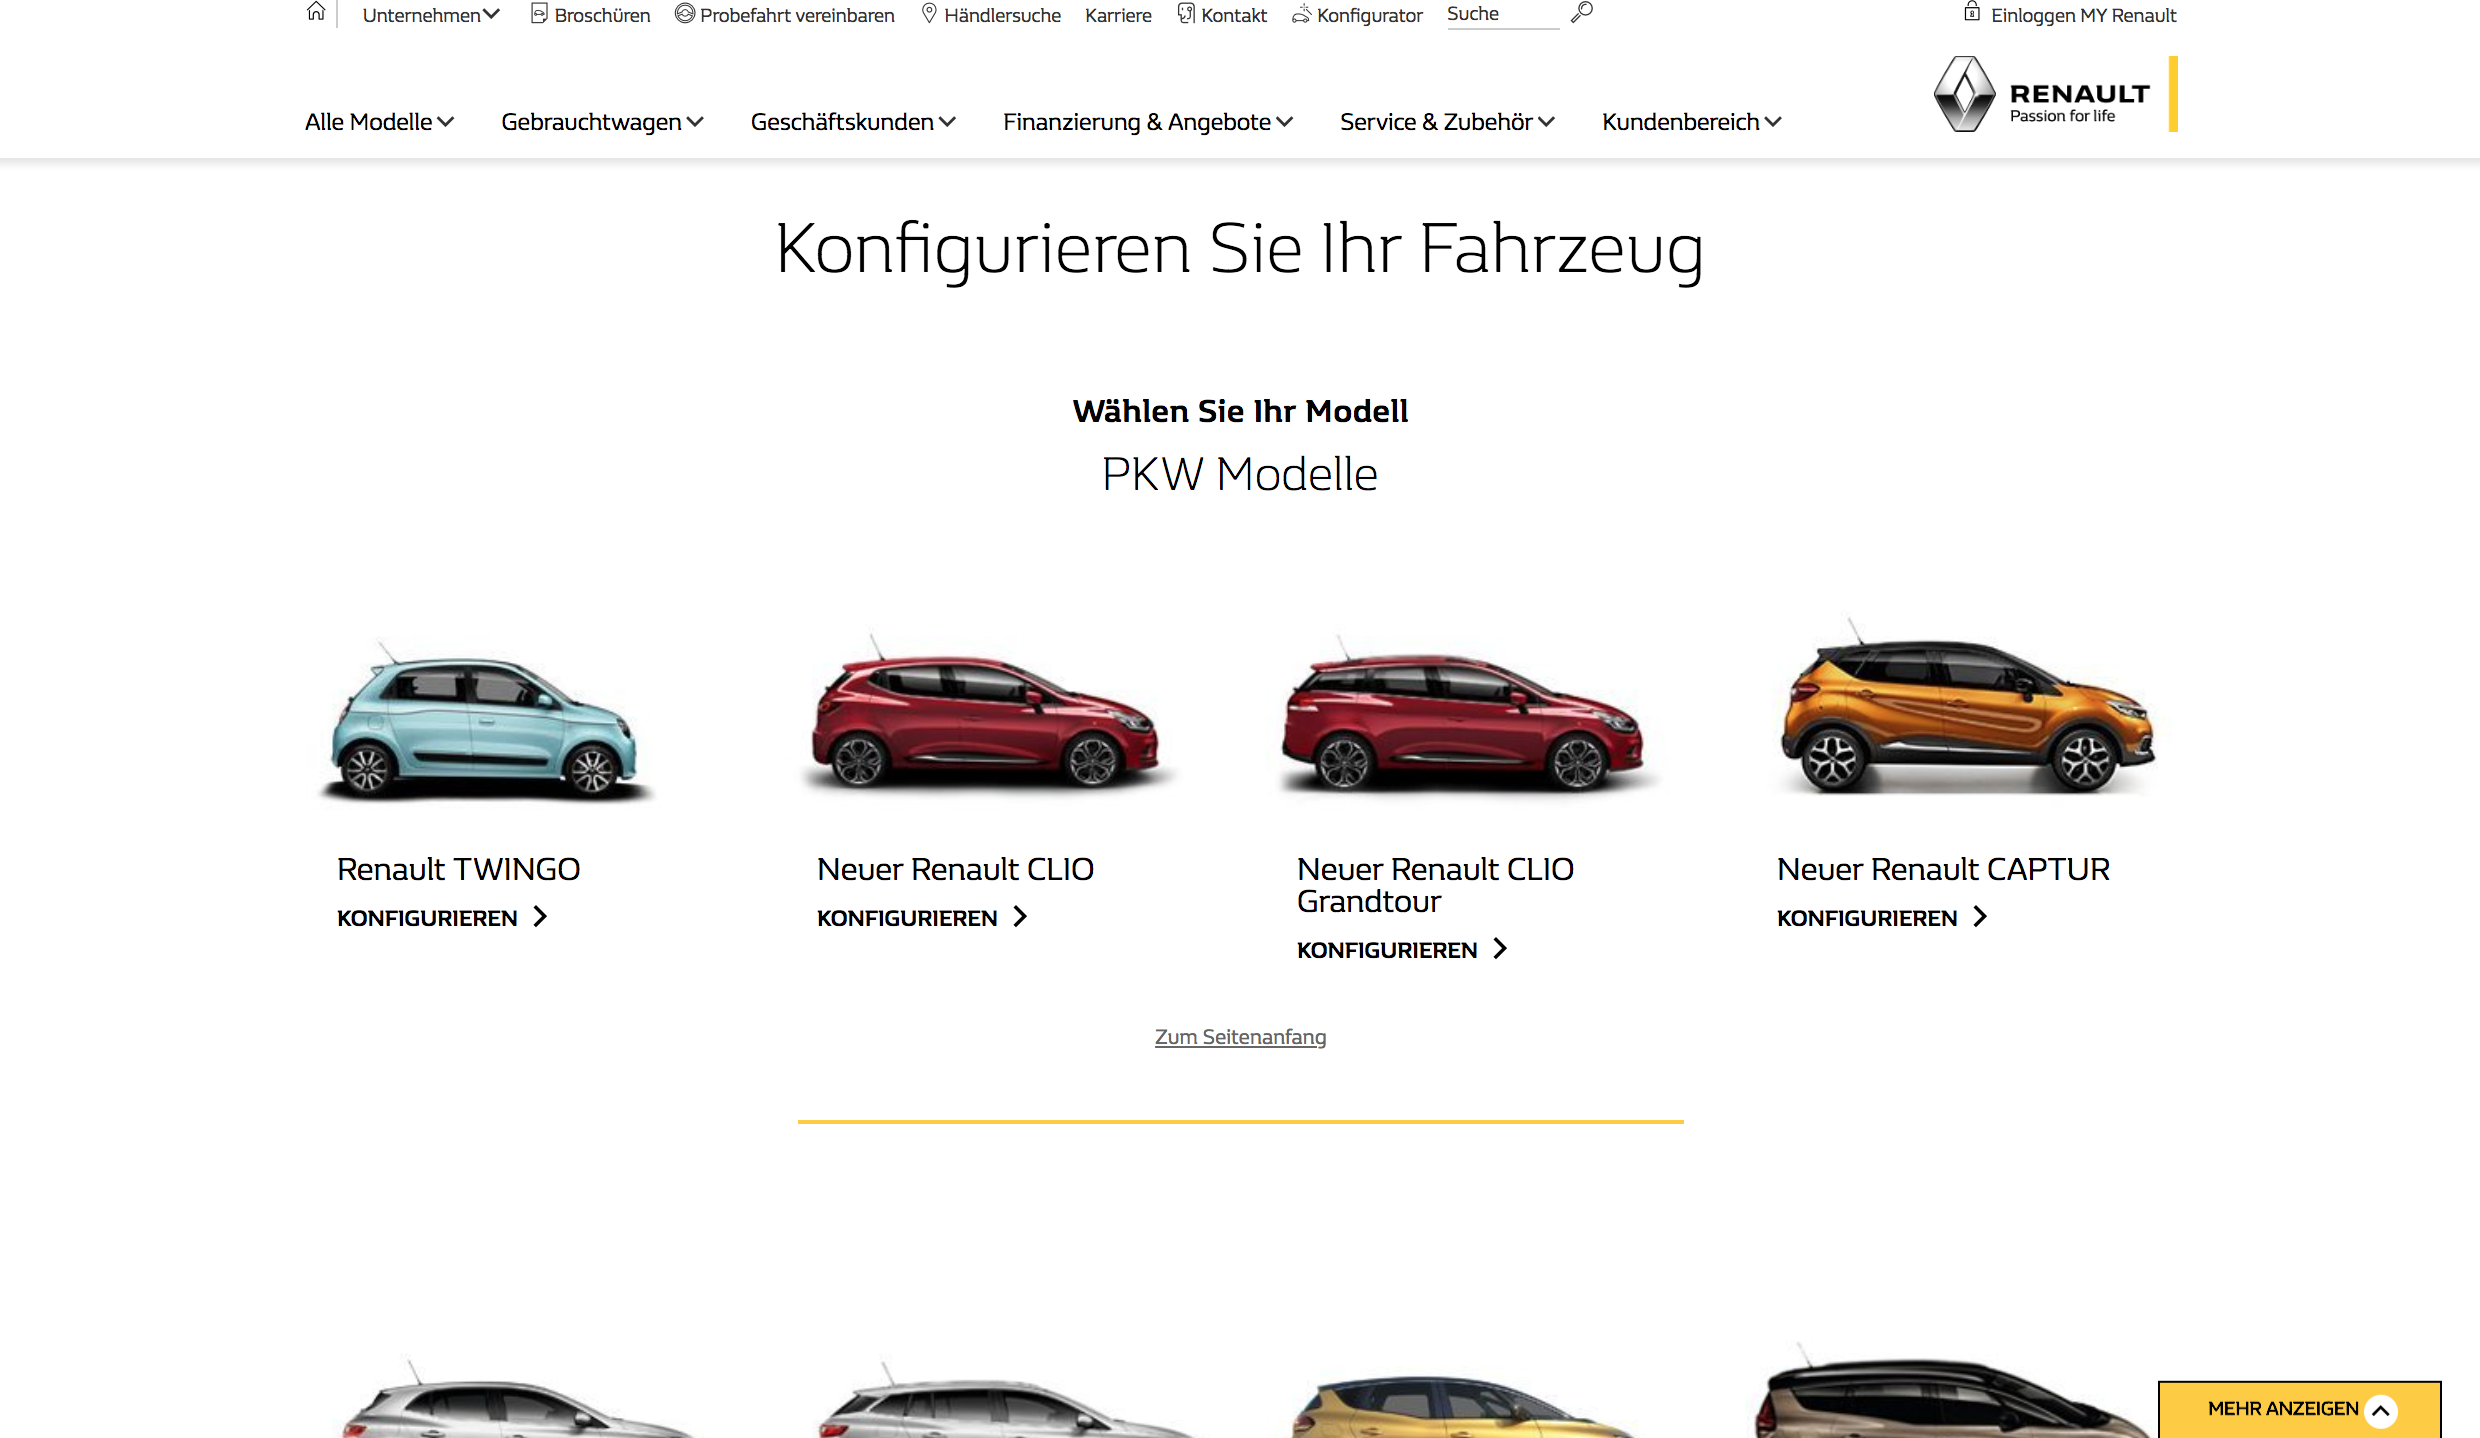 Unternehmen Broschüren Probefahrt vereinbaren Händlersuche Karriere Kontakt Konfigurator Suche Einloggen MY Renault
RENAULT
Passion for life
Alle Modelle Gebrauchtwagen Geschäftskunden Finanzierung & Angebote Service & Zubehör Kundenbereich
Konfigurieren Sie Ihr Fahrzeug
Wählen Sie Ihr Modell
PKW Modelle
Renault TWINGO
KONFIGURIEREN
Neuer Renault CLIO
KONFIGURIEREN
Neuer Renault CLIO
Grandtour
KONFIGURIEREN
Neuer Renault CAPTUR
KONFIGURIEREN
Zum Seitenanfang
MEHR ANZEIGEN